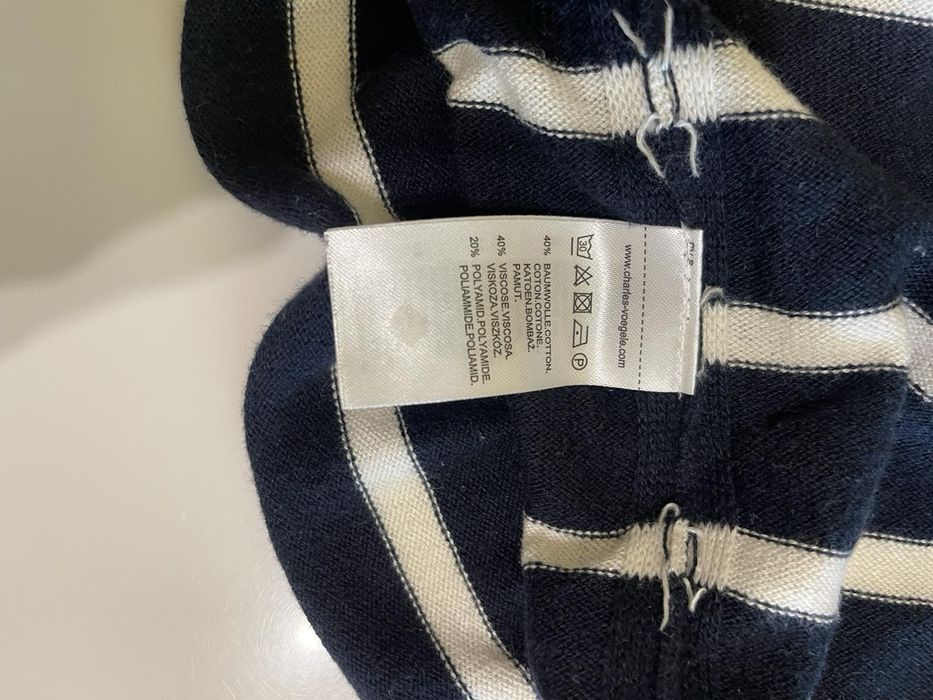 www.charles-voegele.com
30 P
40% BAUMWOLLE.COTTON.
COTON.COTONE.
KATOEN.BOMBAŽ.
PAMUT.
40% VISCOSE.VISCOSA.
VISKOZA.VISZKÓZ.
20% POLYAMID.POLYAMIDE.
POLIAMMIDE.POLIAMID.